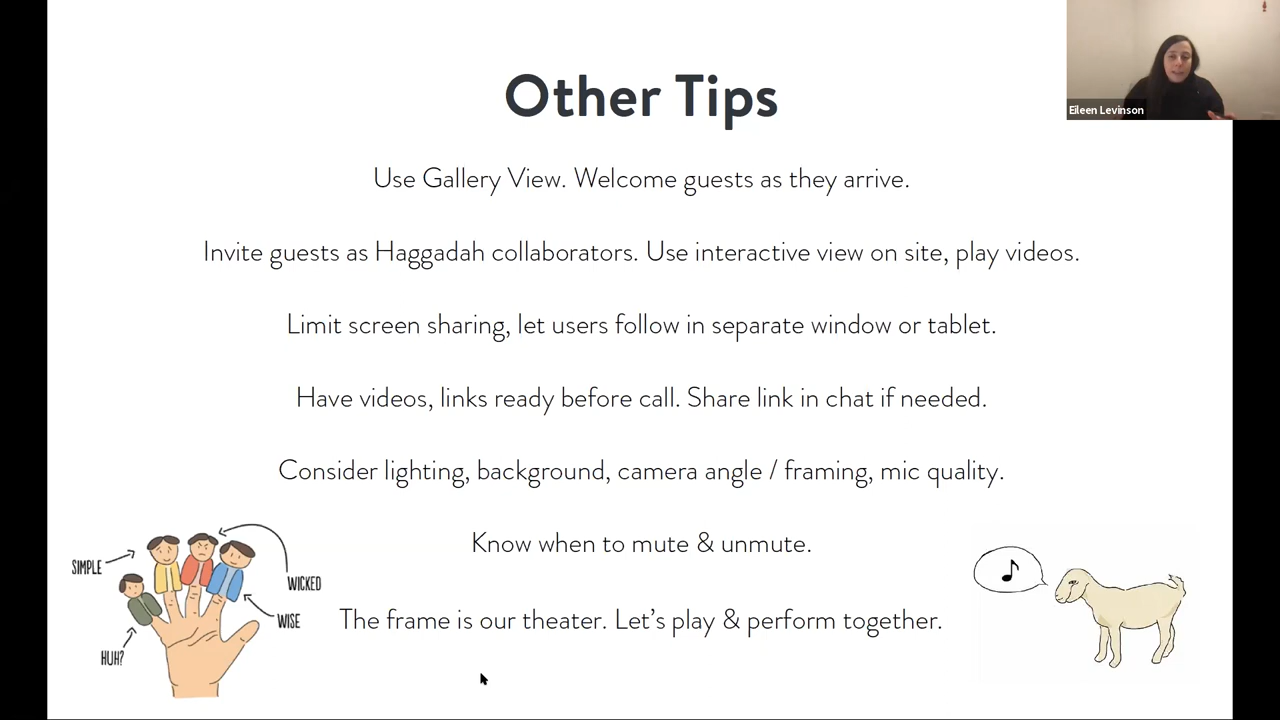 Other Tips
Eileen Levinson
Use Gallery View. Welcome guests as they arrive.
Invite guests as Haggadah collaborators. Use interactive view on site, play videos.
Limit screen sharing, let users follow in separate window or tablet.
Have videos, links ready before call. Share link in chat if needed.
Consider lighting, background, camera angle / framing, mic quality.
Know when to mute & unmute.
The frame is our theater. Let's play & perform together.
SIMPLE
WICKED
WISE
HUH?